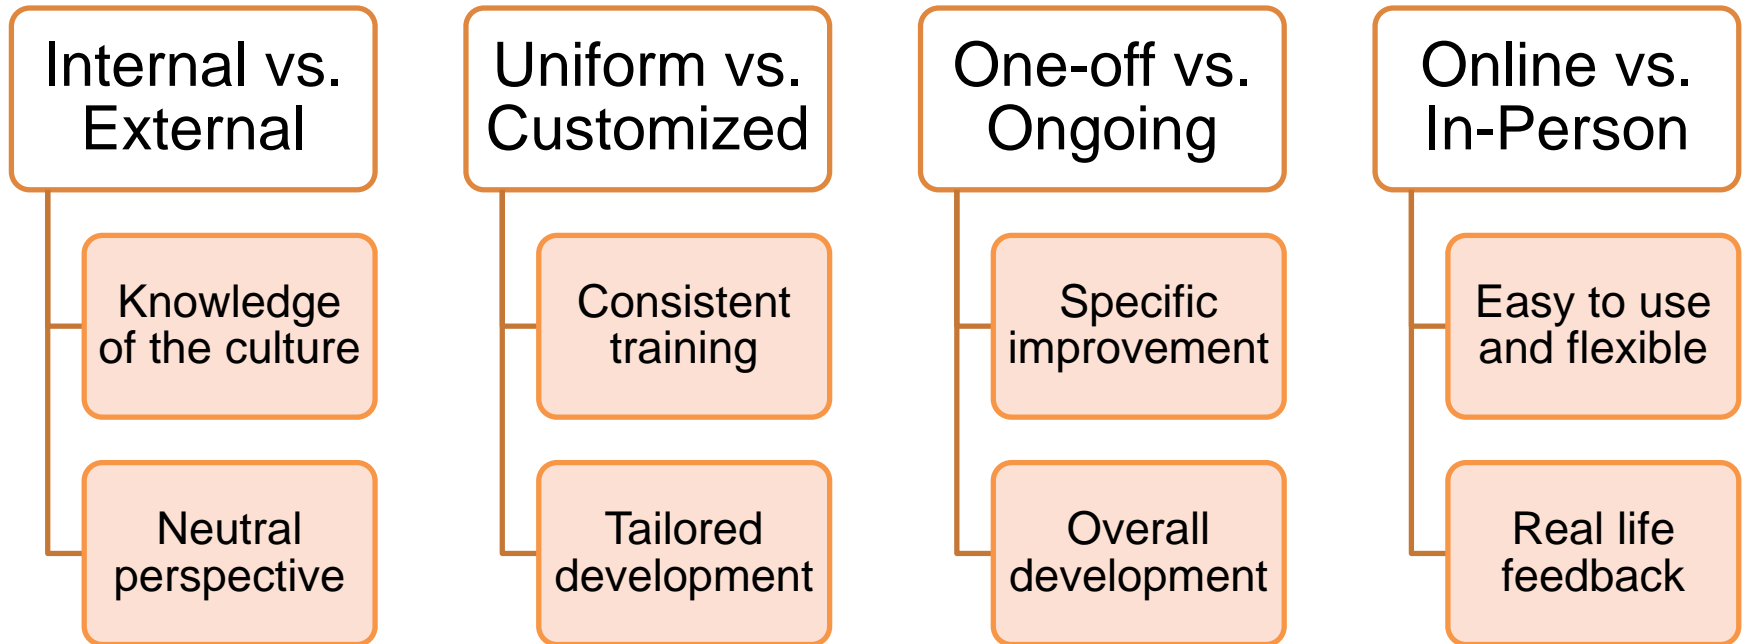 Internal vs.
External
Knowledge
of the culture
Neutral
perspective
Uniform vs.
Customized
Consistent
training
Tailored
development
One-off vs.
Ongoing
Specific
improvement
Overall
development
Online vs.
In-Person
Easy to use
and flexible
Real life
feedback